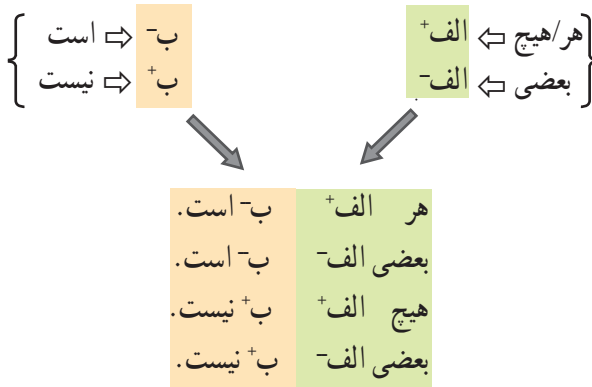 هر/هیچ ⇦ الف⁺
بعضی ⇦ الف⁻
ب⁻ ⇨ است
ب⁺ ⇨ نیست
هر الف⁺ ب⁻ است.
بعضی الف⁻ ب⁻ است.
هیچ الف⁺ ب⁺ نیست.
بعضی الف⁻ ب⁺ نیست.